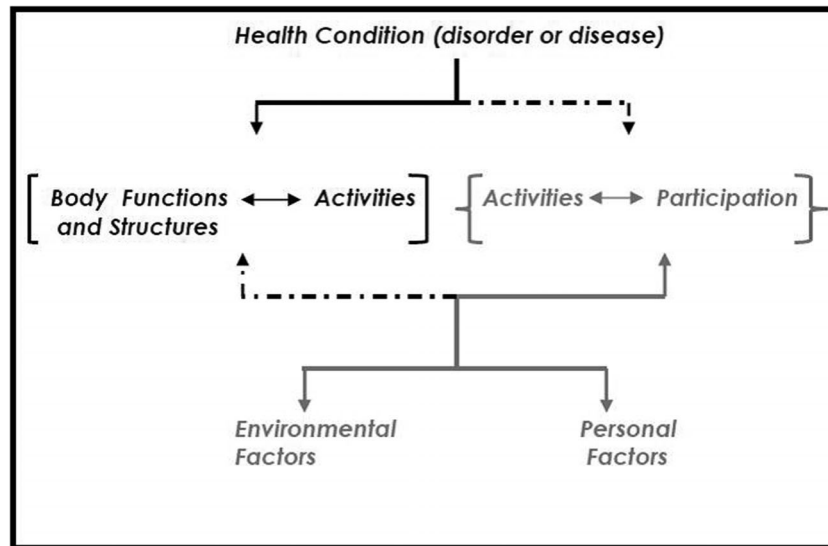 Health Condition (disorder or disease)
Body Functions
and Structures
Activities
Activities
Participation
Environmental
Factors
Personal
Factors